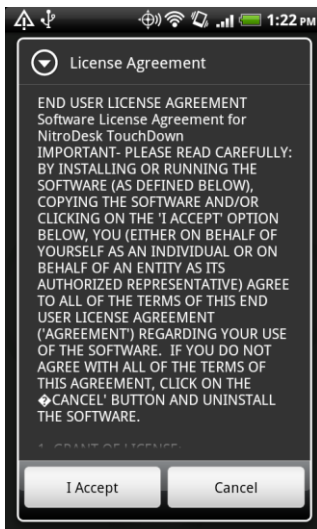 1:22 PM
License Agreement
END USER LICENSE AGREEMENT
Software License Agreement for
NitroDesk TouchDown
IMPORTANT- PLEASE READ CAREFULLY:
BY INSTALLING OR RUNNING THE
SOFTWARE (AS DEFINED BELOW),
COPYING THE SOFTWARE AND/OR
CLICKING ON THE 'I ACCEPT' OPTION
BELOW, YOU (EITHER ON BEHALF OF
YOURSELF AS AN INDIVIDUAL OR ON
BEHALF OF AN ENTITY AS ITS
AUTHORIZED REPRESENTATIVE) AGREE
TO ALL OF THE TERMS OF THIS END
USER LICENSE AGREEMENT
('AGREEMENT') REGARDING YOUR USE
OF THE SOFTWARE.  IF YOU DO NOT
AGREE WITH ALL OF THE TERMS OF
THIS AGREEMENT, CLICK ON THE
�CANCEL' BUTTON AND UNINSTALL
THE SOFTWARE.
1. GRANT OF LICENSE:
I Accept
Cancel